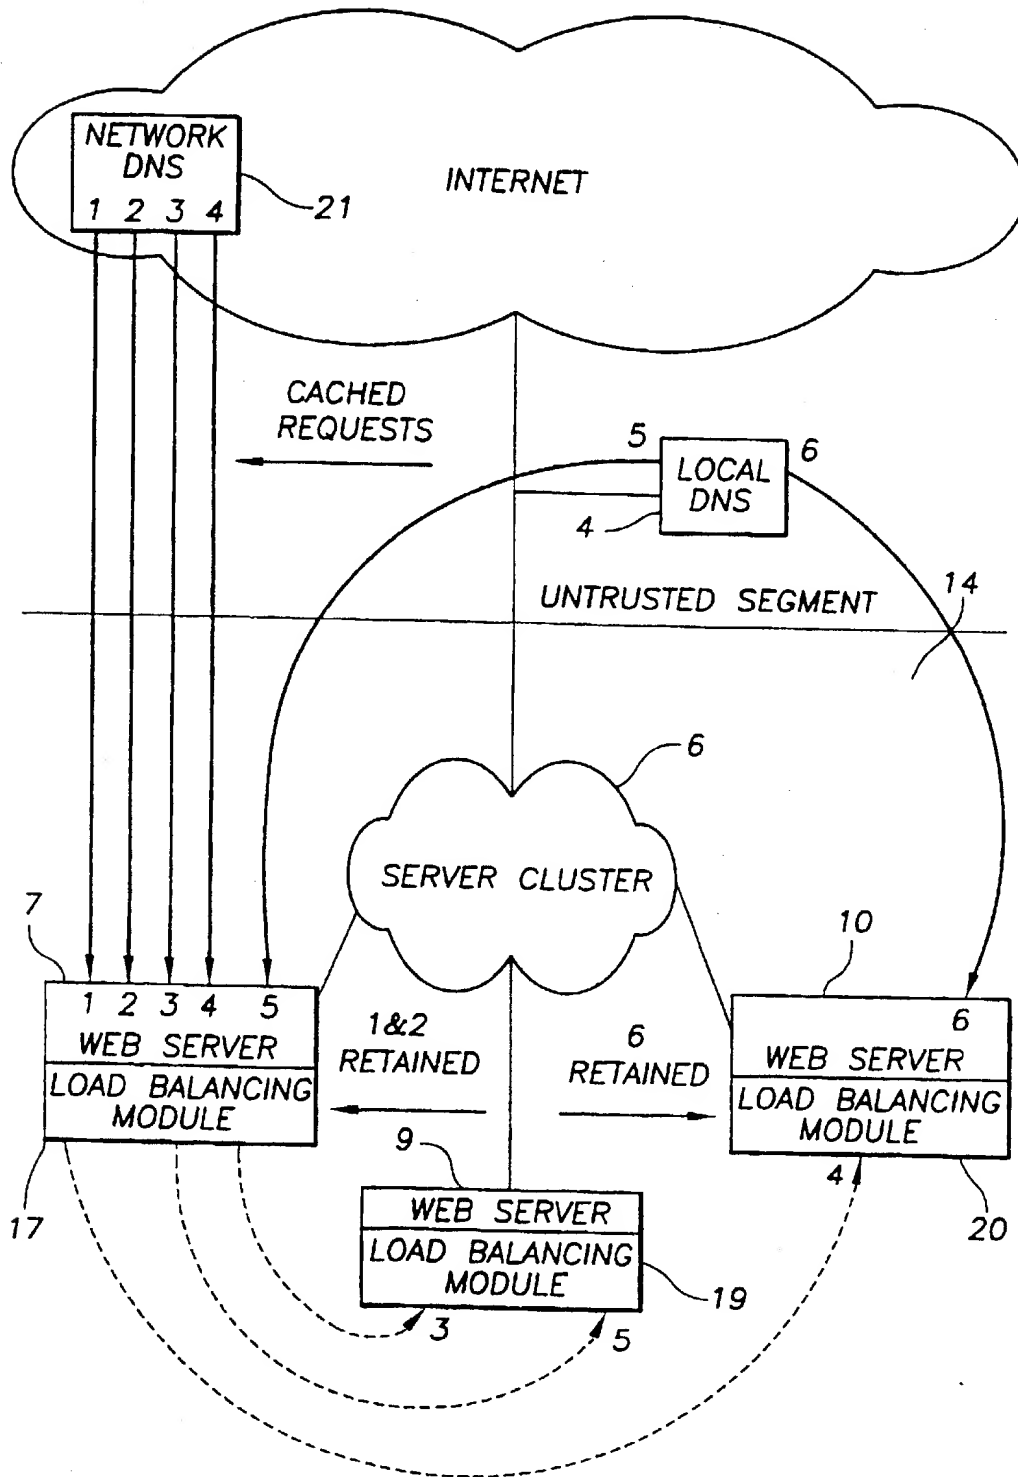 NETWORK
DNS
1 2 3 4
21
INTERNET
CACHED
REQUESTS
5
LOCAL
DNS
6
4
UNTRUSTED SEGMENT
14
6
SERVER CLUSTER
7
10
1 2 3 4 5
WEB SERVER
LOAD BALANCING
MODULE
17
1&2
RETAINED
6
RETAINED
6
WEB SERVER
LOAD BALANCING
MODULE
4
20
9
WEB SERVER
LOAD BALANCING
MODULE
19
3
5